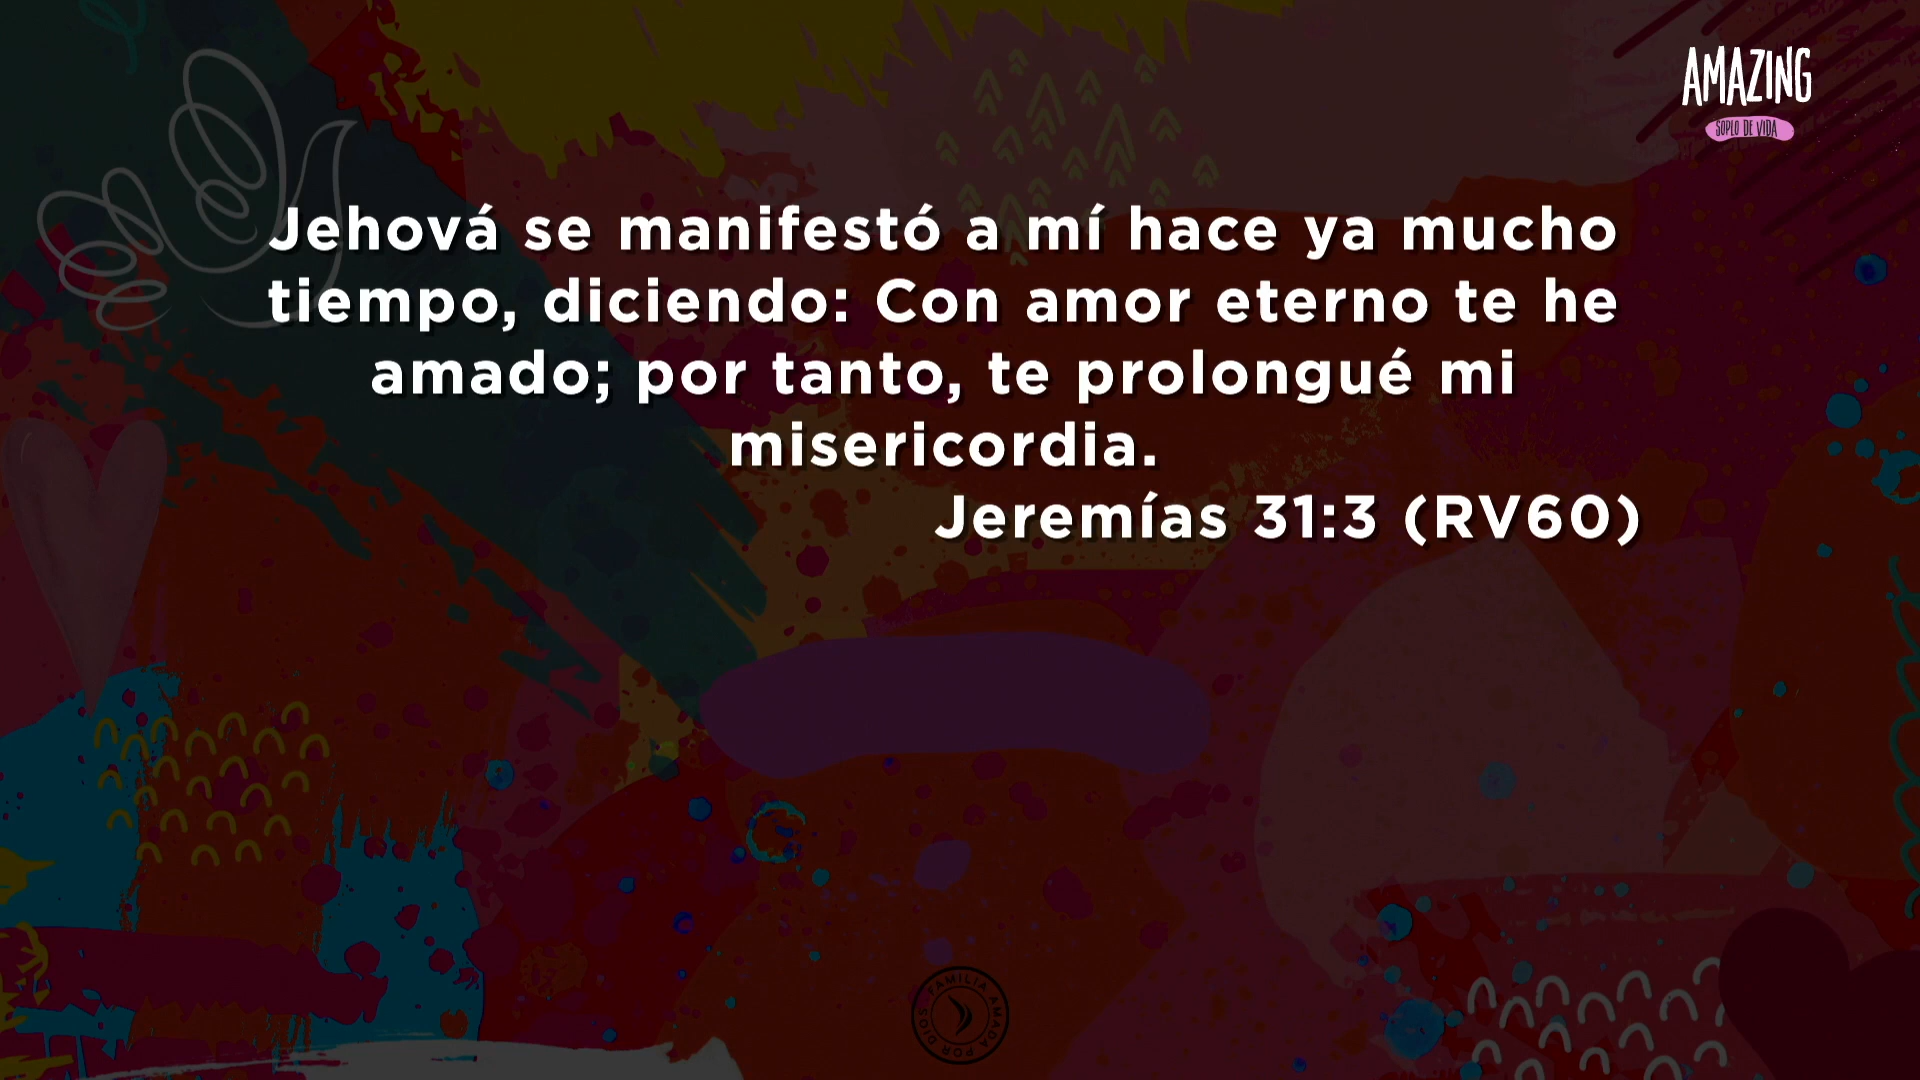 AMAZING
SOPLO DE VIDA
Jehová se manifestó a mí hace ya mucho
tiempo, diciendo: Con amor eterno te he
amado; por tanto, te prolongué mi
misericordia.
Jeremías 31:3 (RV60)
FAMILIA AMADA POR DIOS